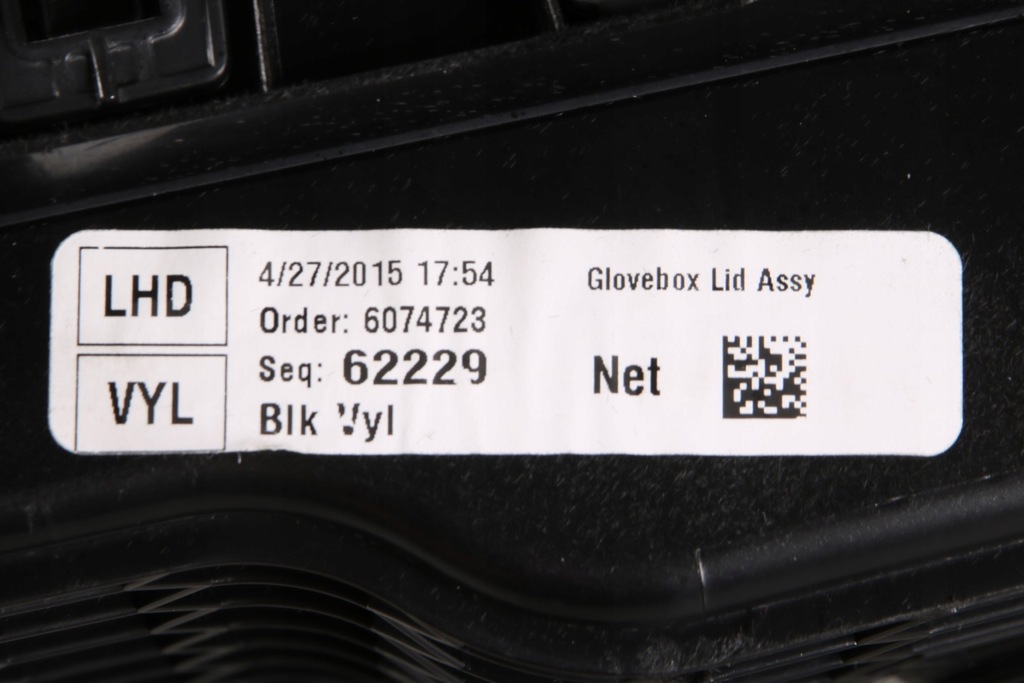 LHD
VYL
4/27/2015 17:54
Order: 6074723
Seq: 62229
Blk Vyl
Glovebox Lid Assy
Net